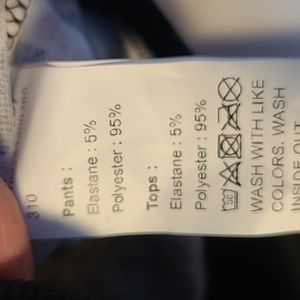 310
Pants :
Elastane : 5%
Polyester : 95%
Tops :
Elastane : 5%
Polyester : 95%
WASH WITH LIKE
COLORS. WASH
INSIDE OUT